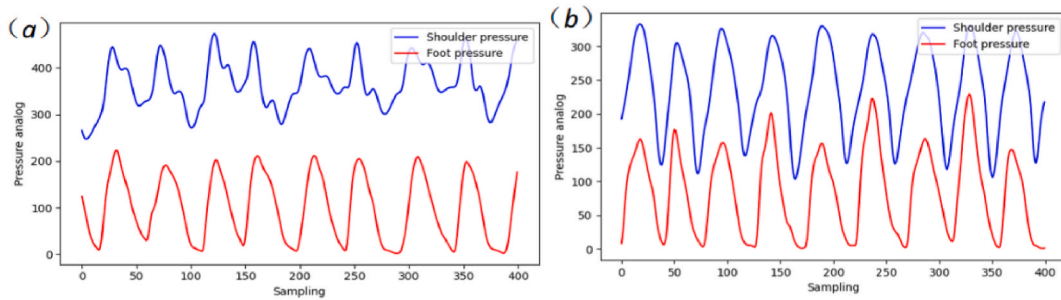 (a)
Shoulder pressure
Foot pressure
Pressure analog
400
300
200
100
0
0 50 100 150 200 250 300 350 400
Sampling
(b)
Shoulder pressure
Foot pressure
Pressure analog
300
250
200
150
100
50
0
0 50 100 150 200 250 300 350 400
Sampling